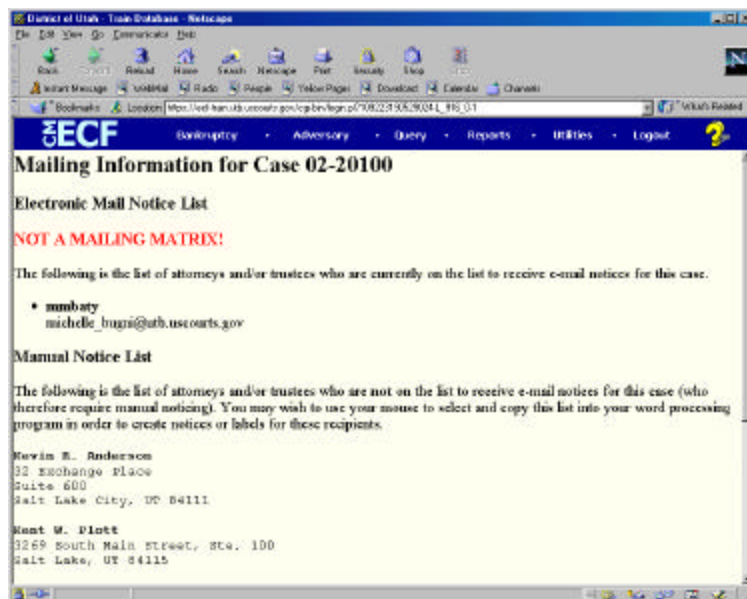 District of Utah - Train Database - Netscape
File Edit View Go Communicator Help
Back Reload Home Search Netscape Print Security Shop
Instant Message WebMail Radio People Yellow Pages Download Calendar Channels
Bookmarks Location
What's Related
CM ECF Bankruptcy • Adversary • Query • Reports • Utilities • Logout ?
Mailing Information for Case 02-20100
Electronic Mail Notice List
NOT A MAILING MATRIX!
The following is the list of attorneys and/or trustees who are currently on the list to receive e-mail notices for this case.
• mmbaty
michelle_bugni@utb.uscourts.gov
Manual Notice List
The following is the list of attorneys and/or trustees who are not on the list to receive e-mail notices for this case (who
therefore require manual noticing). You may wish to use your mouse to select and copy this list into your word processing
program in order to create notices or labels for these recipients.
Kevin R. Anderson
32 Exchange Place
Suite 600
Salt Lake City, UT 84111
Kent W. Plott
3269 South Main Street, Ste. 100
Salt Lake, UT 84115